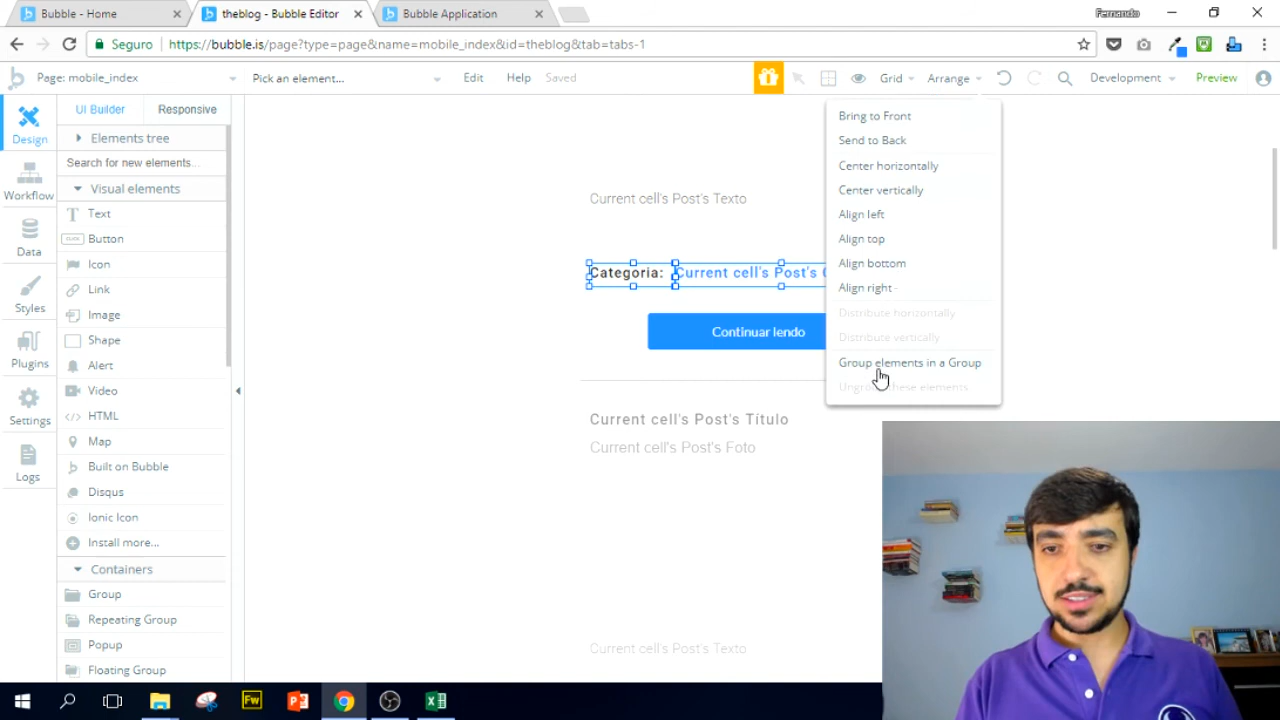 Bubble - Home
theblog - Bubble Editor
Bubble Application
Fernando
Seguro
https://bubble.is/page?type=page&name=mobile_index&id=theblog&tab=tabs-1
Page: mobile_index
Pick an element...
Edit
Help
Saved
Grid
Arrange
Development
Preview
Design
Workflow
Data
Styles
Plugins
Settings
Logs
UI Builder
Responsive
Elements tree
Search for new elements...
Visual elements
Text
CLICK
Button
Icon
Link
Image
Shape
Alert
Video
HTML
Map
Built on Bubble
Disqus
Ionic Icon
Install more...
Containers
Group
Repeating Group
Popup
Floating Group
Current cell's Post's Texto
Categoria:
Current cell's Post's
Continuar lendo
Current cell's Post's Título
Current cell's Post's Foto
Current cell's Post's Texto
Bring to Front
Send to Back
Center horizontally
Center vertically
Align left
Align top
Align bottom
Align right
Distribute horizontally
Distribute vertically
Group elements in a Group
Ungroup these elements
Fw